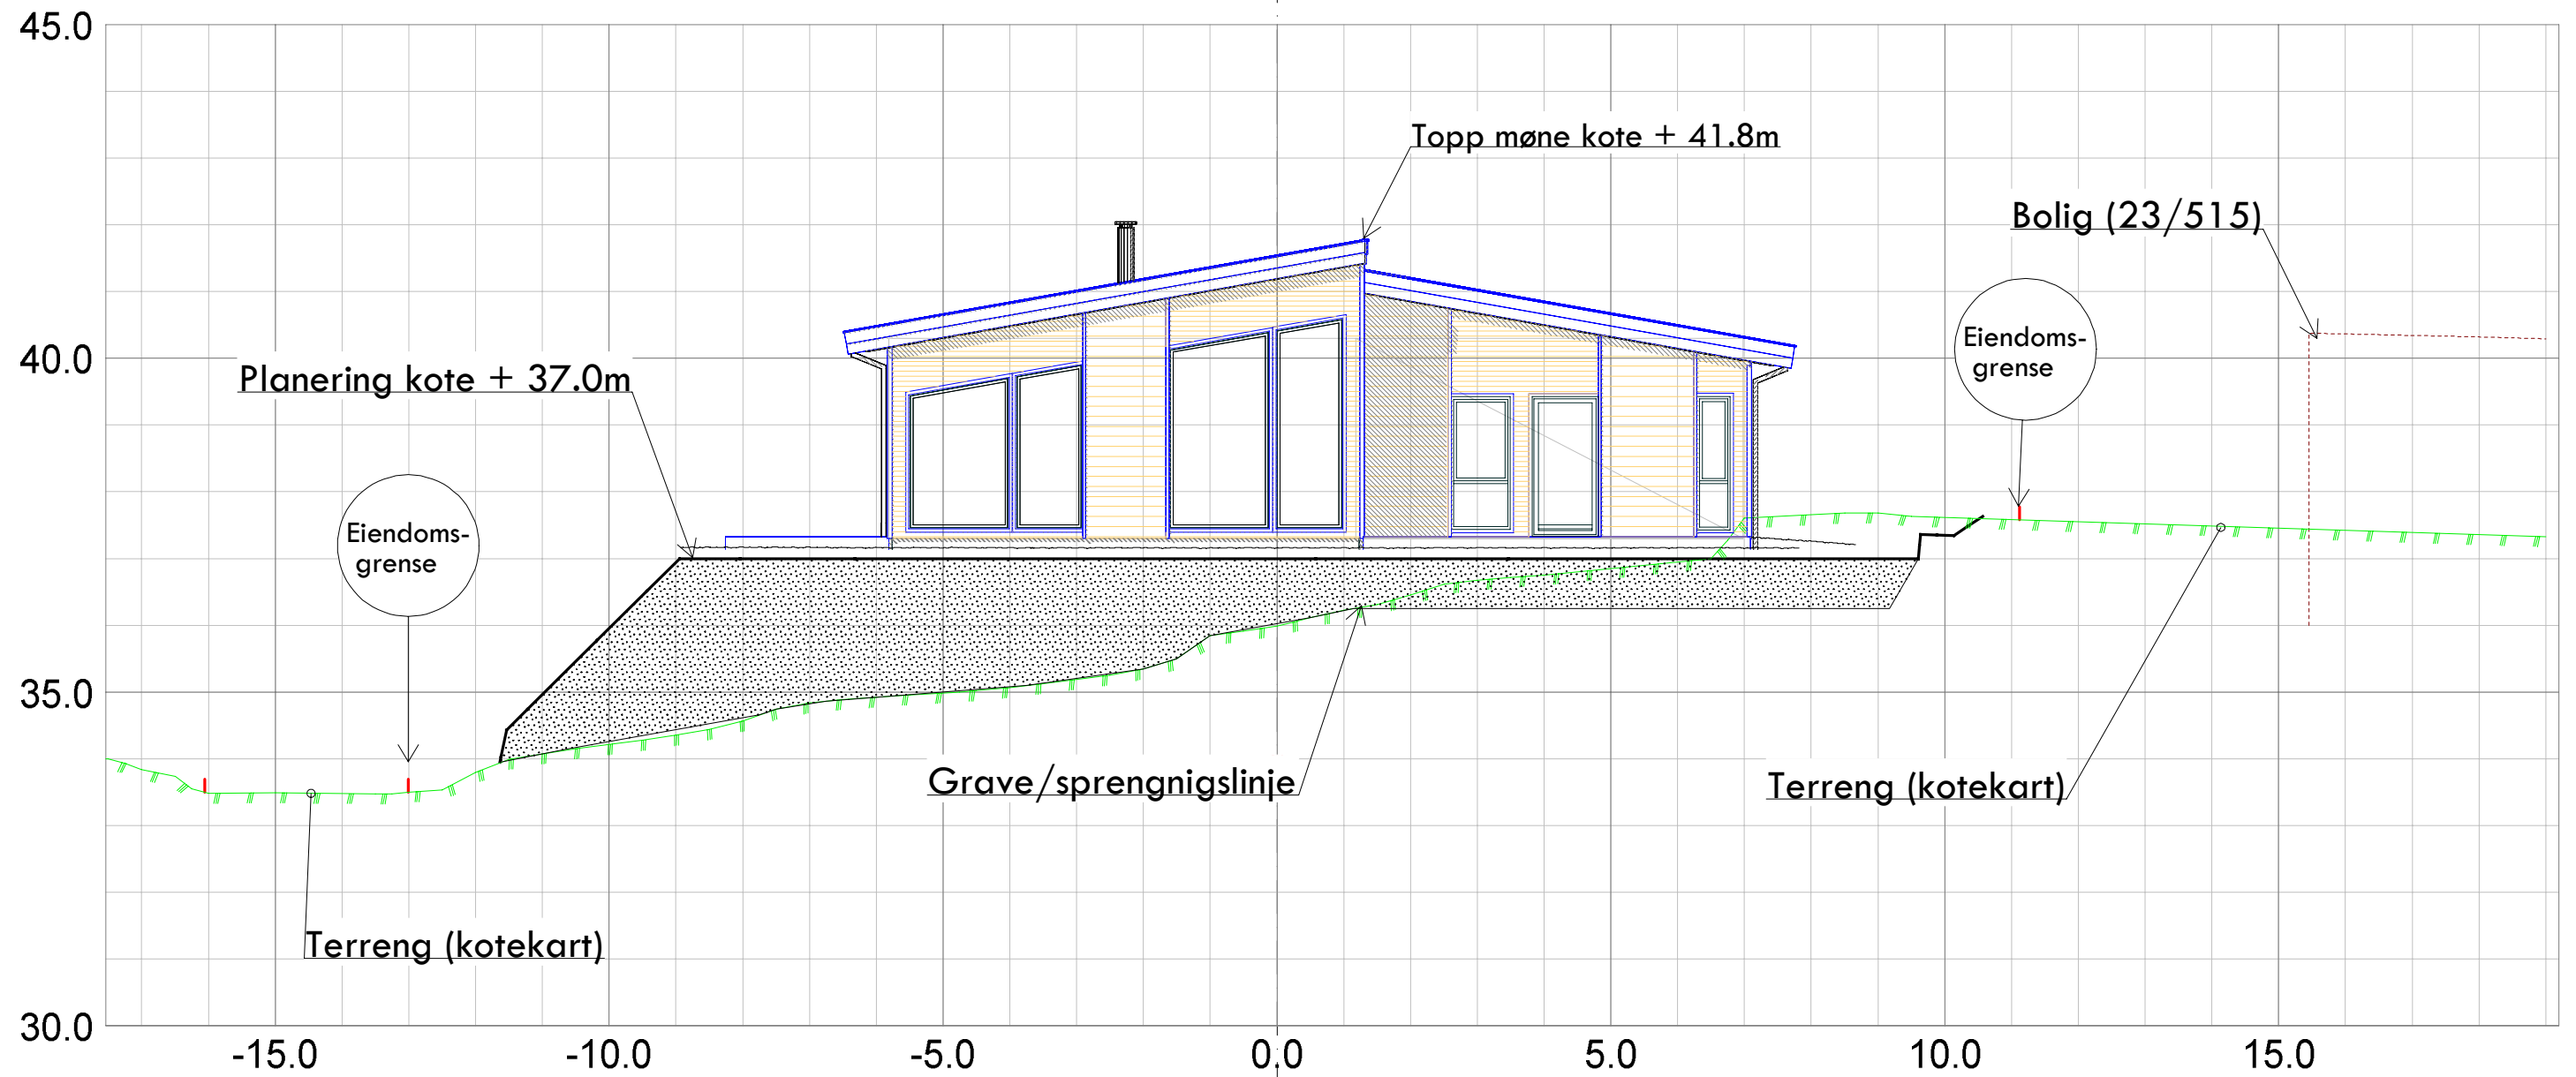 45.0
Topp møne kote + 41.8m
Bolig (23/515)
Eiendoms-
grense
40.0
Planering kote + 37.0m
Eiendoms-
grense
35.0
Grave/sprengnigslinje
Terreng (kotekart)
Terreng (kotekart)
30.0
-15.0
-10.0
-5.0
0.0
5.0
10.0
15.0